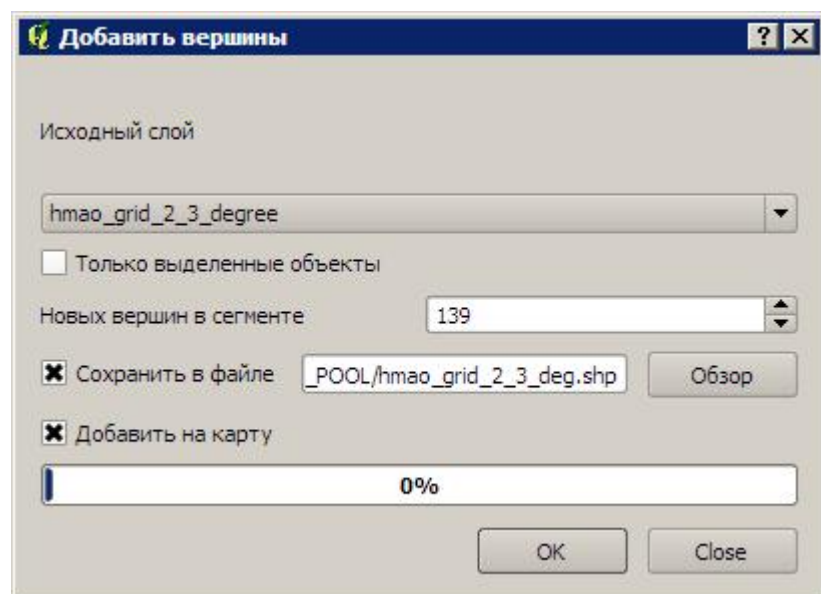 Добавить вершины
Исходный слой
hmao_grid_2_3_degree
Только выделенные объекты
Новых вершин в сегменте 139
Сохранить в файле _POOL/hmao_grid_2_3_deg.shp Обзор
Добавить на карту
0%
OK Close